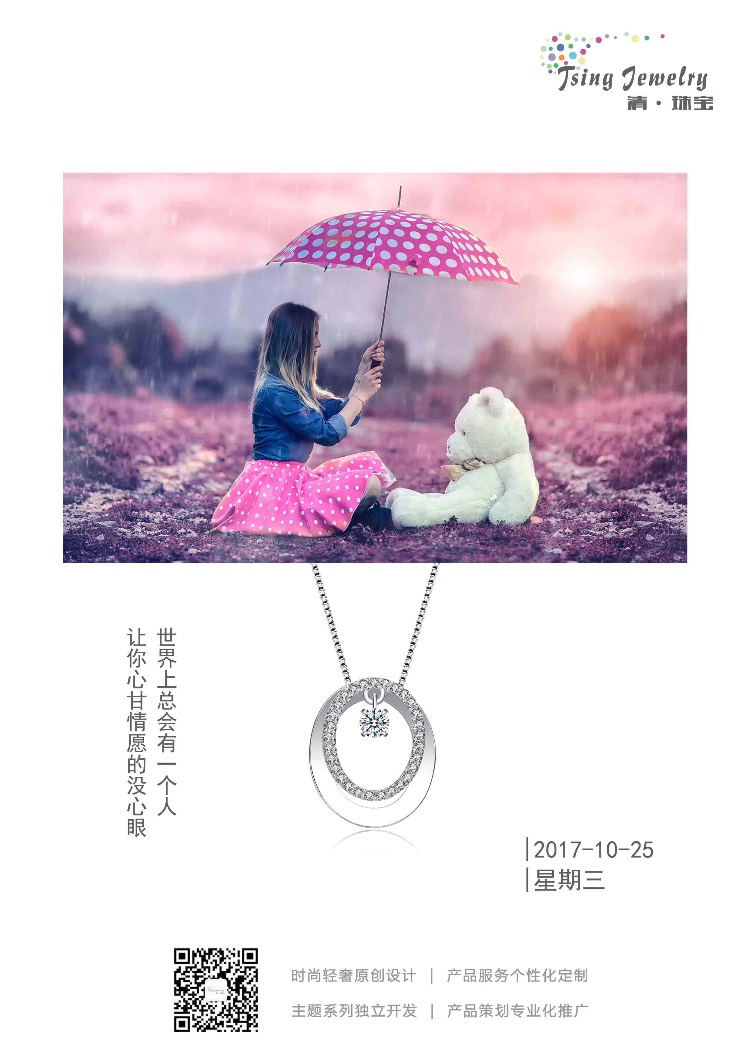 Tsing Jewelry
清·珠宝
世界上总会有一个人
让你心甘情愿的没心眼
2017-10-25
星期三
时尚轻奢原创设计 | 产品服务个性化定制
主题系列独立开发 | 产品策划专业化推广